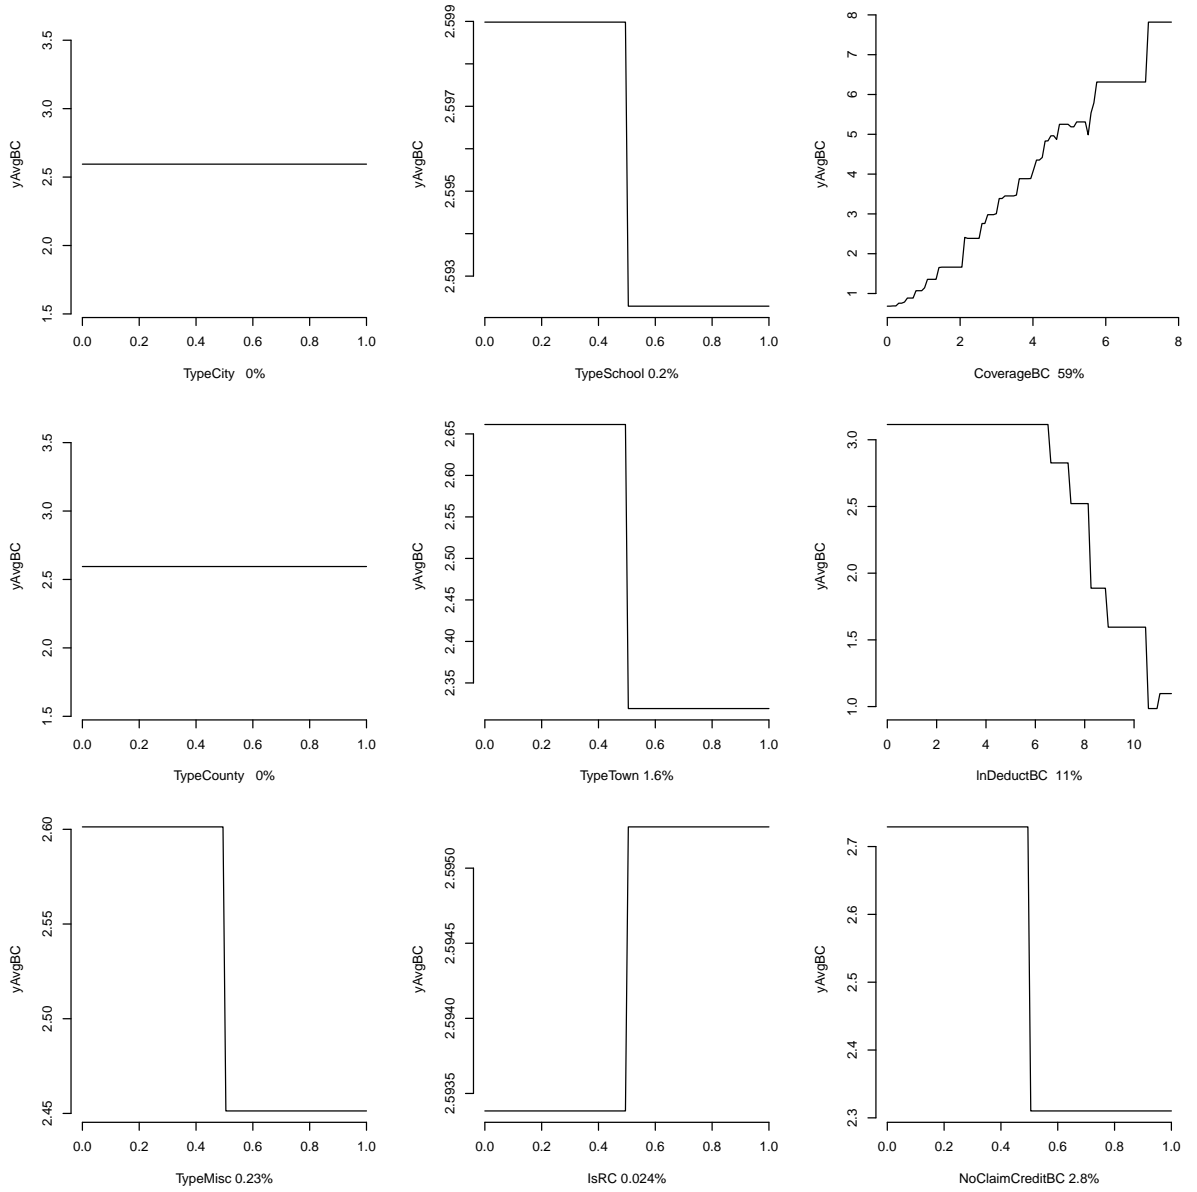 3.5
3.0
2.5
2.0
1.5
yAvgBC
0.0 0.2 0.4 0.6 0.8 1.0
TypeCity 0%
2.599
2.597
2.595
2.593
yAvgBC
0.0 0.2 0.4 0.6 0.8 1.0
TypeSchool 0.2%
8
7
6
5
4
3
2
1
yAvgBC
0 2 4 6 8
CoverageBC 59%
3.5
3.0
2.5
2.0
1.5
yAvgBC
0.0 0.2 0.4 0.6 0.8 1.0
TypeCounty 0%
2.65
2.60
2.55
2.50
2.45
2.40
2.35
yAvgBC
0.0 0.2 0.4 0.6 0.8 1.0
TypeTown 1.6%
3.0
2.5
2.0
1.5
1.0
yAvgBC
0 2 4 6 8 10
lnDeductBC 11%
2.60
2.55
2.50
2.45
yAvgBC
0.0 0.2 0.4 0.6 0.8 1.0
TypeMisc 0.23%
2.5950
2.5945
2.5940
2.5935
yAvgBC
0.0 0.2 0.4 0.6 0.8 1.0
IsRC 0.024%
2.7
2.6
2.5
2.4
2.3
yAvgBC
0.0 0.2 0.4 0.6 0.8 1.0
NoClaimCreditBC 2.8%